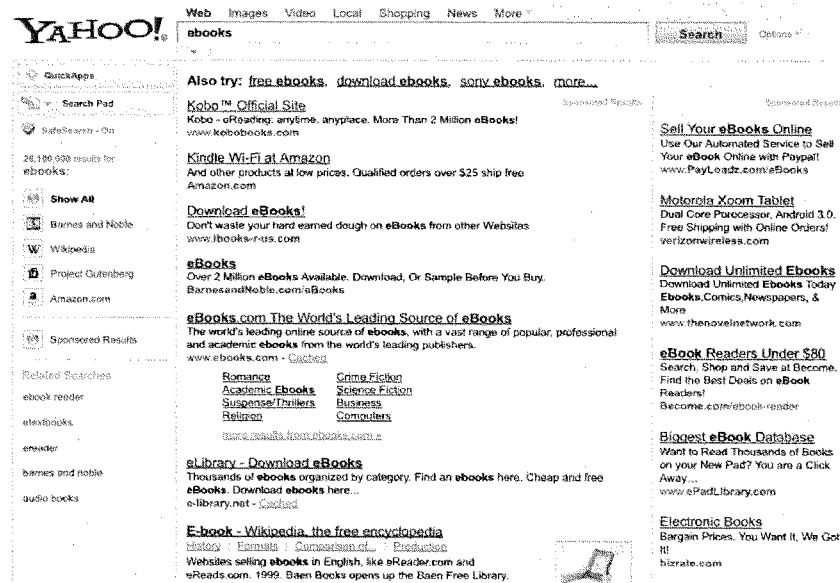 Web Images Video Local Shopping News More
YAHOO!
ebooks
Search
Options
QuickApps
Search Pad
SafeSearch - On
26,100,000 results for
ebooks:
Show All
Barnes and Noble
Wikipedia
Project Gutenberg
Amazon.com
Sponsored Results
Related Searches
ebook reader
etextbooks
ereader
barnes and noble
audio books
Also try: free ebooks, download ebooks, sony ebooks, more...
Sponsored Results
Kobo™ Official Site
Kobo - eReading: anytime. anyplace. More Than 2 Million eBooks!
www.kobobooks.com
Kindle Wi-Fi at Amazon
And other products at low prices. Qualified orders over $25 ship free
Amazon.com
Download eBooks!
Don't waste your hard earned dough on eBooks from other Websites
www.ibooks-r-us.com
eBooks
Over 2 Million eBooks Available. Download, Or Sample Before You Buy.
BarnesandNoble.com/eBooks
eBooks.com The World's Leading Source of eBooks
The world's leading online source of ebooks, with a vast range of popular, professional
and academic ebooks from the world's leading publishers.
www.ebooks.com - Cached
Romance Crime Fiction
Academic Ebooks Science Fiction
Suspense/Thrillers Business
Religion Computers
more results from ebooks.com »
eLibrary - Download eBooks
Thousands of ebooks organized by category. Find an ebooks here. Cheap and free
eBooks. Download ebooks here...
e-library.net - Cached
E-book - Wikipedia, the free encyclopedia
History | Formats | Comparison of... | Production
Websites selling ebooks in English, like eReader.com and
eReads.com. 1999. Baen Books opens up the Baen Free Library.
Sponsored Results
Sell Your eBooks Online
Use Our Automated Service to Sell
Your eBook Online with Paypal!
www.PayLoadz.com/eBooks
Motorola Xoom Tablet
Dual Core Porocessor, Android 3.0.
Free Shipping with Online Orders!
verizonwireless.com
Download Unlimited Ebooks
Download Unlimited Ebooks Today
Ebooks,Comics,Newspapers, &
More
www.thenovelnetwork.com
eBook Readers Under $80
Search, Shop and Save at Become.
Find the Best Deals on eBook
Readers!
Become.com/ebook-reader
Biggest eBook Database
Want to Read Thousands of Books
on your New Pad? You are a Click
Away...
www.ePadLibrary.com
Electronic Books
Bargain Prices. You Want It, We Got
It!
bizrate.com